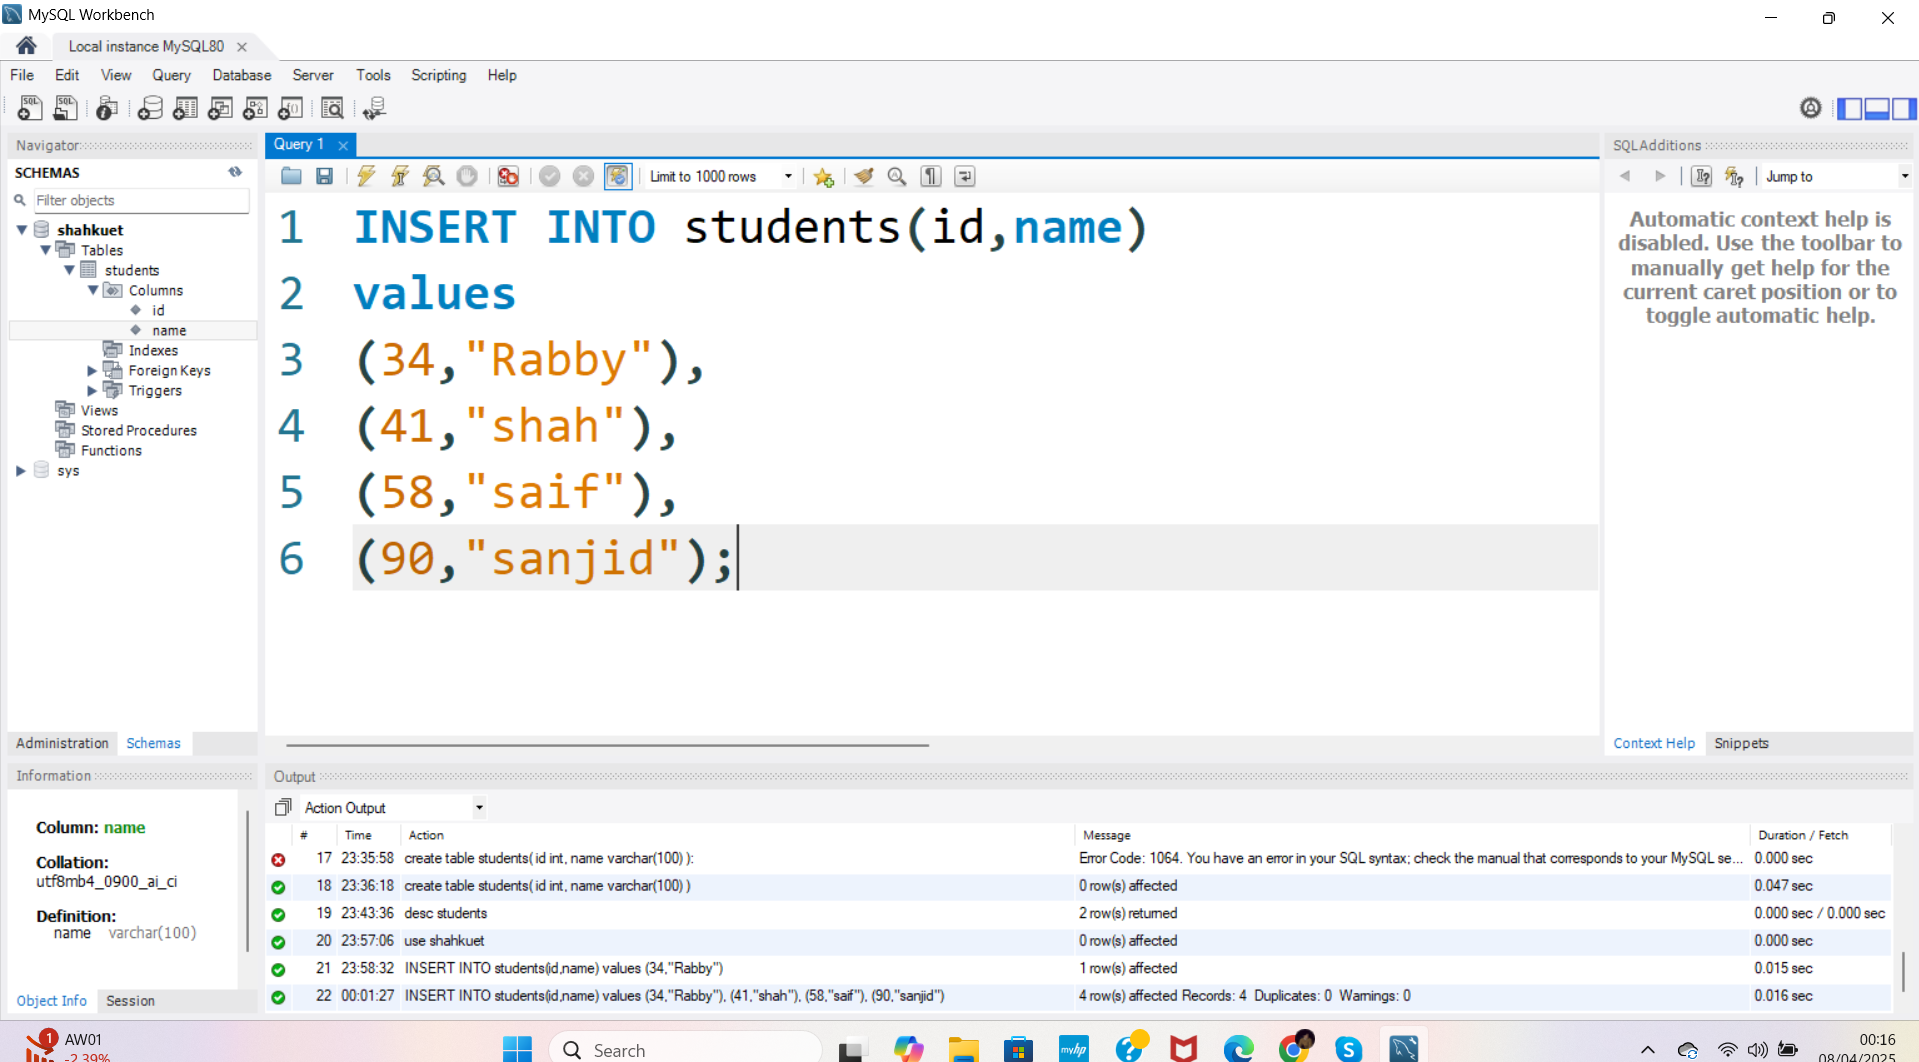 MySQL Workbench
Local instance MySQL80
File Edit View Query Database Server Tools Scripting Help
Navigator
SCHEMAS
Filter objects
shahkuet
Tables
students
Columns
id
name
Indexes
Foreign Keys
Triggers
Views
Stored Procedures
Functions
sys
Administration Schemas
Information
Column: name
Collation:
utf8mb4_0900_ai_ci
Definition:
name varchar(100)
Object Info Session
Query 1
Limit to 1000 rows
1 INSERT INTO students(id,name)
2 values
3 (34,"Rabby"),
4 (41,"shah"),
5 (58,"saif"),
6 (90,"sanjid");
SQLAdditions
Jump to
Automatic context help is
disabled. Use the toolbar to
manually get help for the
current caret position or to
toggle automatic help.
Context Help Snippets
Output
Action Output
# Time Action Message Duration / Fetch
17 23:35:58 create table students( id int, name varchar(100) ): Error Code: 1064. You have an error in your SQL syntax; check the manual that corresponds to your MySQL se... 0.000 sec
18 23:36:18 create table students( id int, name varchar(100) ) 0 row(s) affected 0.047 sec
19 23:43:36 desc students 2 row(s) returned 0.000 sec / 0.000 sec
20 23:57:06 use shahkuet 0 row(s) affected 0.000 sec
21 23:58:32 INSERT INTO students(id,name) values (34,"Rabby") 1 row(s) affected 0.015 sec
22 00:01:27 INSERT INTO students(id,name) values (34,"Rabby"), (41,"shah"), (58,"saif"), (90,"sanjid") 4 row(s) affected Records: 4 Duplicates: 0 Warnings: 0 0.016 sec
1
AW01
-2.39%
Search
myhp
00:16
08/04/2025